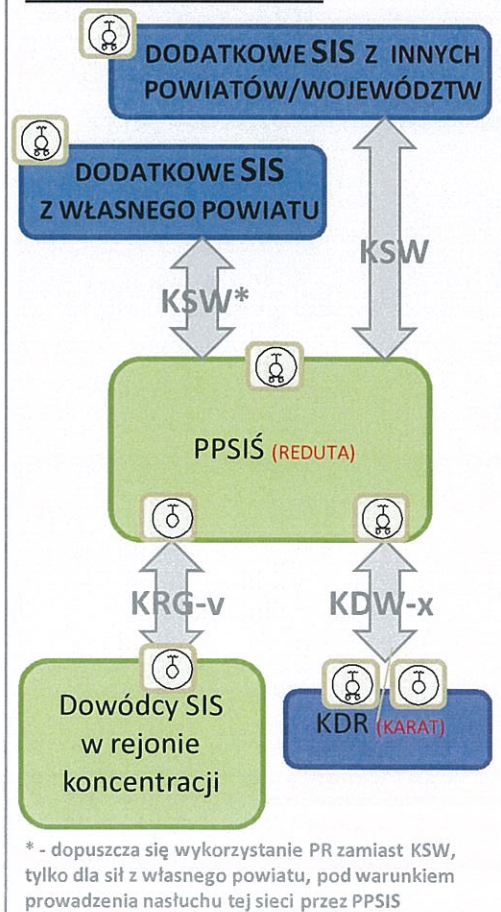 DODATKOWE SIS Z INNYCH
POWIATÓW/WOJEWÓDZTW
DODATKOWE SIS
Z WŁASNEGO POWIATU
KSW
KSW*
PPSIŚ (REDUTA)
KRG-v
KDW-x
Dowódcy SIS
w rejonie
koncentracji
KDR (KARAT)
* - dopuszcza się wykorzystanie PR zamiast KSW,
tylko dla sił z własnego powiatu, pod warunkiem
prowadzenia nasłuchu tej sieci przez PPSIS